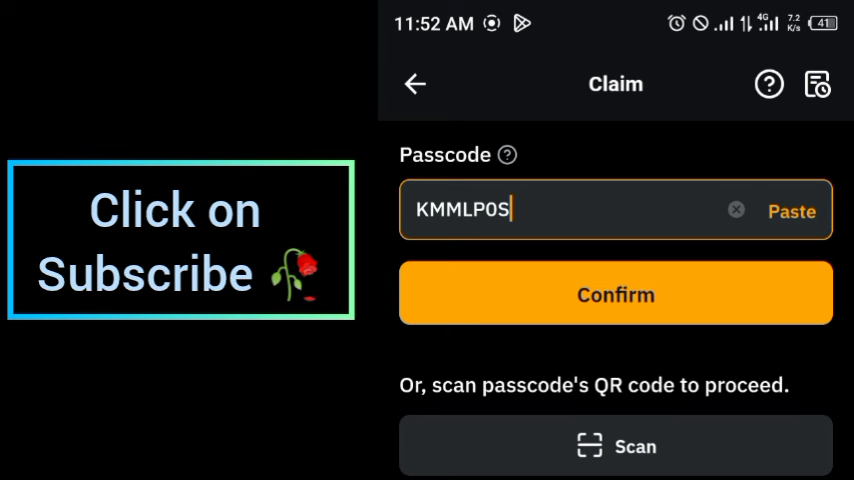 Click on
Subscribe 🥀
11:52 AM
4G
7.2
K/s
41
Claim
Passcode
KMMLP0S
Paste
Confirm
Or, scan passcode's QR code to proceed.
Scan